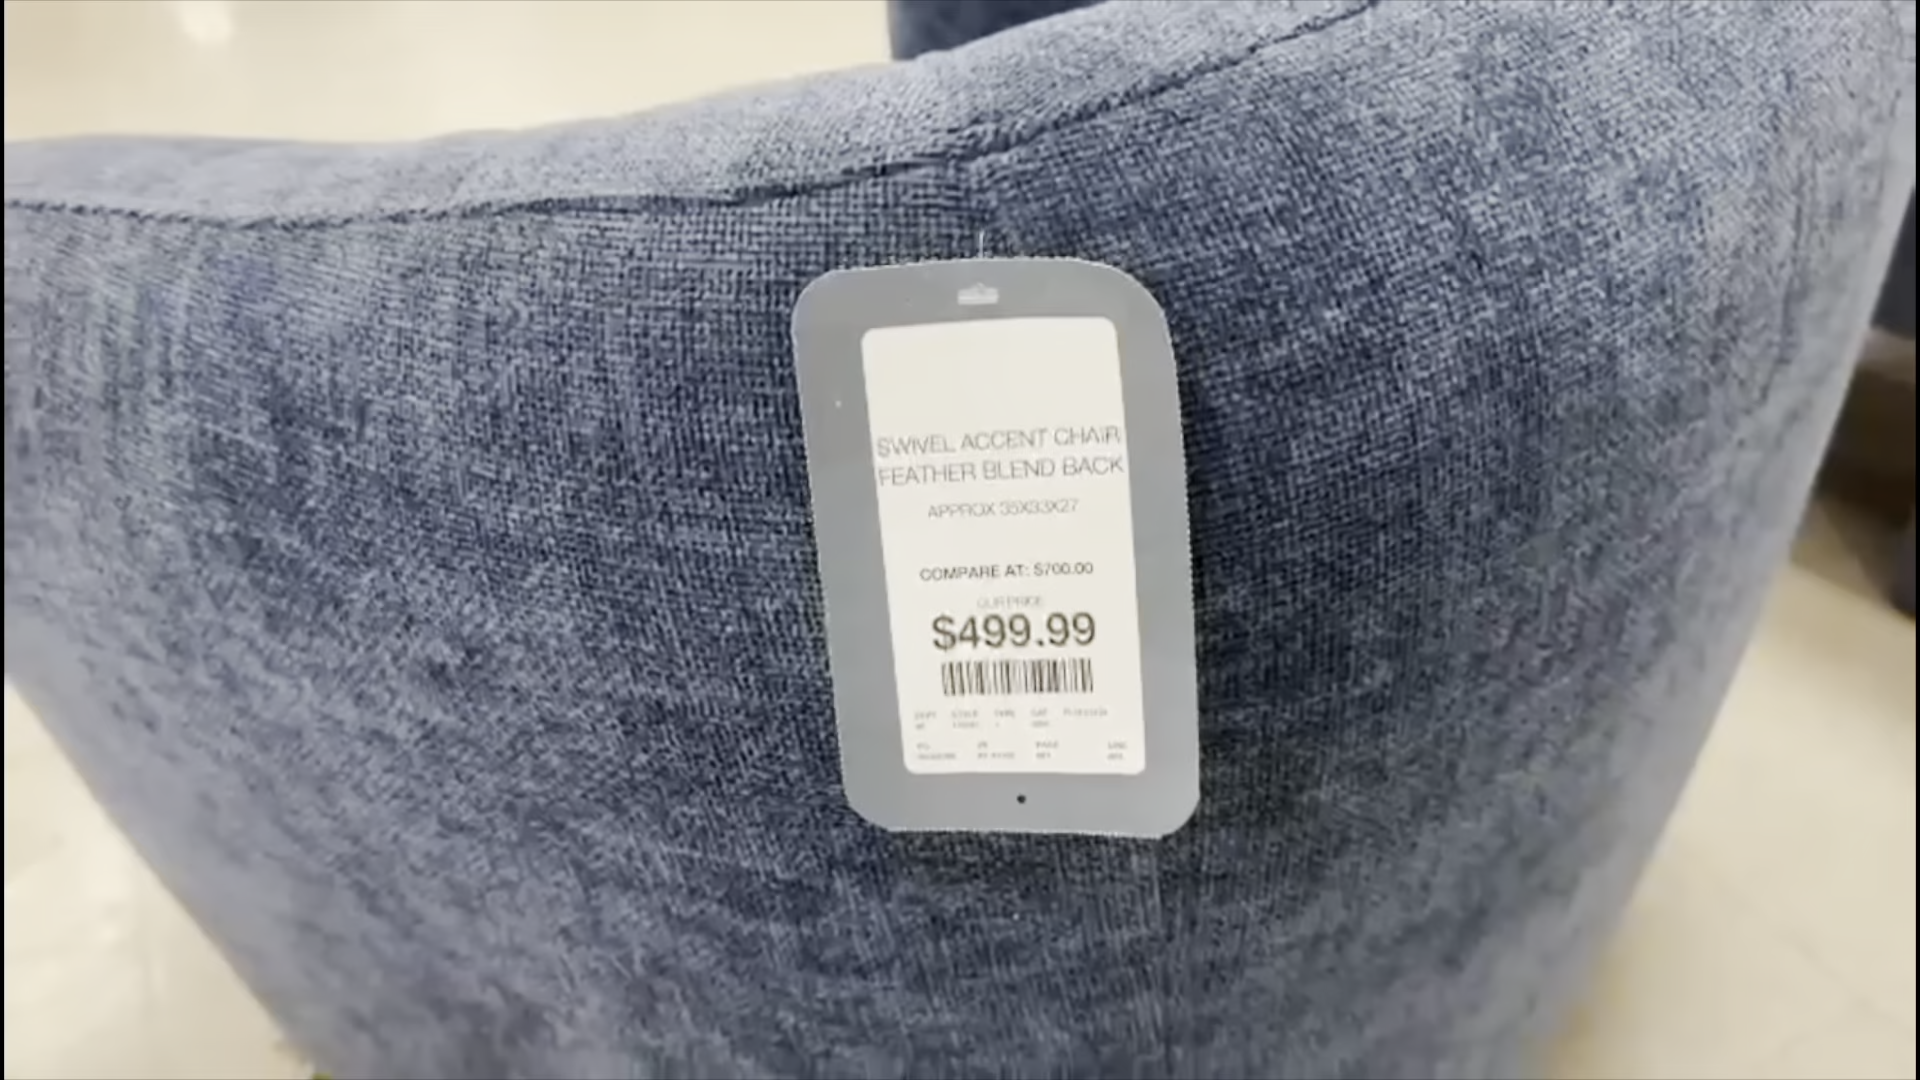 SWIVEL ACCENT CHAIR
FEATHER BLEND BACK
APPROX 35X33X27
COMPARE AT: $700.00
OUR PRICE
$499.99